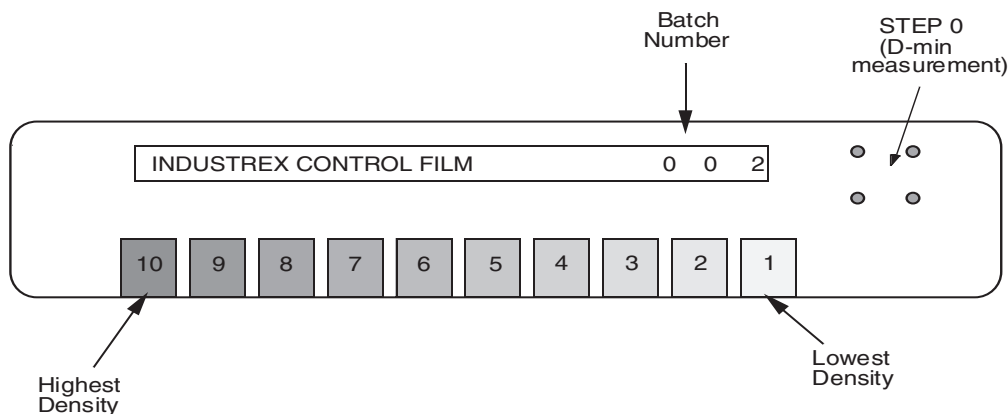 Batch
Number
STEP 0
(D-min
measurement)
INDUSTREX CONTROL FILM 0 0 2
10 9 8 7 6 5 4 3 2 1
Highest
Density
Lowest
Density